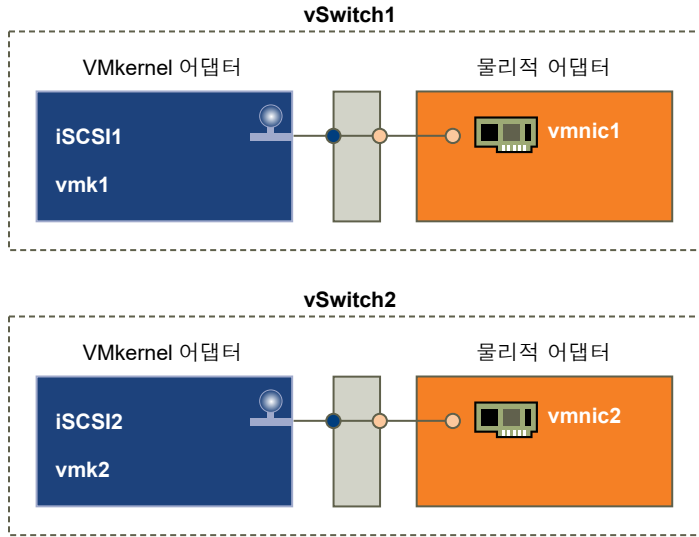 vSwitch1
VMkernel 어댑터
물리적 어댑터
iSCSI1
vmnic1
vmk1
vSwitch2
VMkernel 어댑터
물리적 어댑터
iSCSI2
vmnic2
vmk2